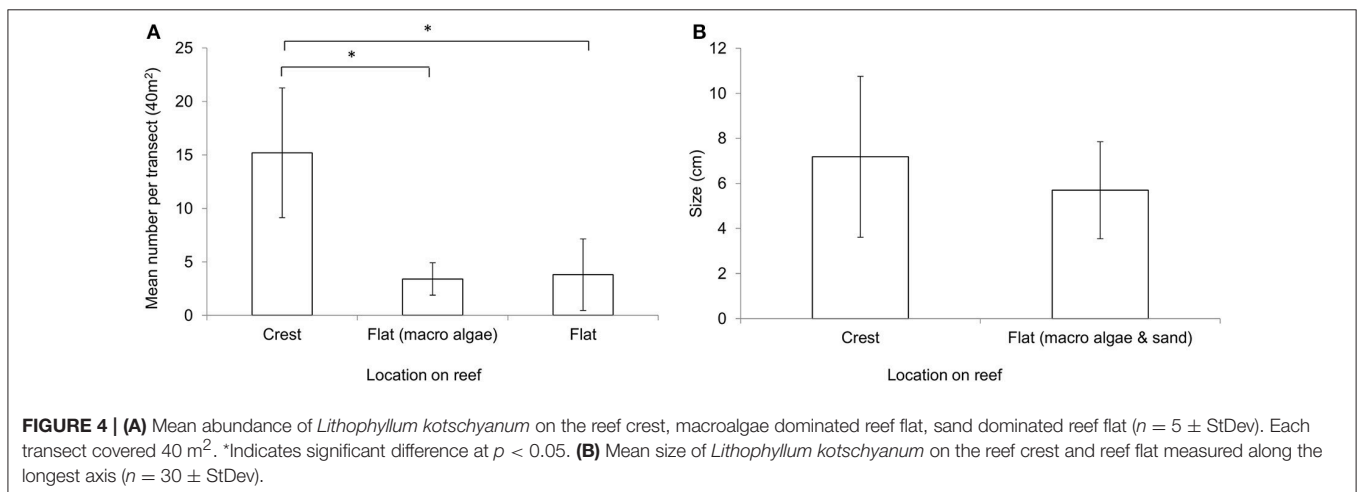 A
*
*
25
20
15
10
5
0
Mean number per transect (40m²)
Crest
Flat (macro algae)
Flat
Location on reef
B
12
10
8
6
4
2
0
Size (cm)
Crest
Flat (macro algae & sand)
Location on reef
FIGURE 4 | (A) Mean abundance of Lithophyllum kotschyanum on the reef crest, macroalgae dominated reef flat, sand dominated reef flat (n = 5 ± StDev). Each
transect covered 40 m². *Indicates significant difference at p < 0.05. (B) Mean size of Lithophyllum kotschyanum on the reef crest and reef flat measured along the
longest axis (n = 30 ± StDev).